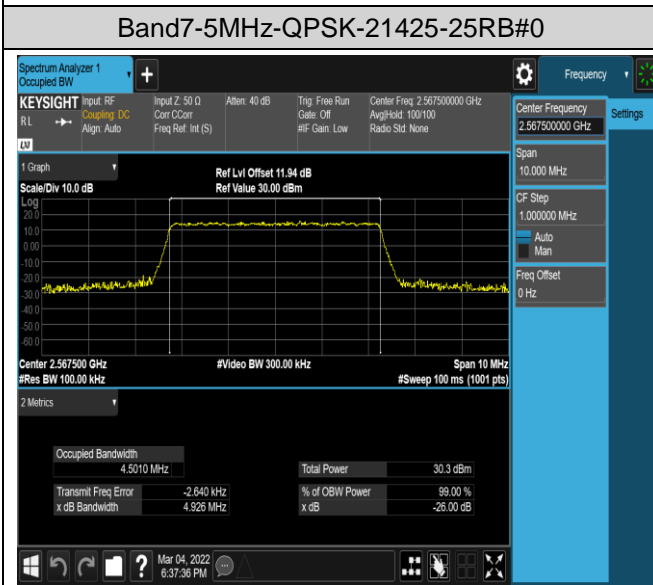 Band7-5MHz-QPSK-21425-25RB#0
Spectrum Analyzer 1
Occupied BW
Frequency
KEYSIGHT
RL
LXI
Input: RF
Coupling: DC
Align: Auto
Input Z: 50 Ω
Corr CCorr
Freq Ref: Int (S)
Atten: 40 dB
Trig: Free Run
Gate: Off
#IF Gain: Low
Center Freq: 2.567500000 GHz
Avg|Hold: 100/100
Radio Std: None
Center Frequency
2.567500000 GHz
Settings
Span
10.000 MHz
CF Step
1.000000 MHz
Auto
Man
Freq Offset
0 Hz
1 Graph
Scale/Div 10.0 dB
Ref Lvl Offset 11.94 dB
Ref Value 30.00 dBm
Log
20.0
10.0
0.00
-10.0
-20.0
-30.0
-40.0
-50.0
-60.0
Center 2.567500 GHz
#Video BW 300.00 kHz
Span 10 MHz
#Res BW 100.00 kHz
#Sweep 100 ms (1001 pts)
2 Metrics
Occupied Bandwidth
4.5010 MHz
Total Power 30.3 dBm
Transmit Freq Error -2.640 kHz
% of OBW Power 99.00 %
x dB Bandwidth 4.926 MHz
x dB -26.00 dB
Mar 04, 2022
6:37:36 PM